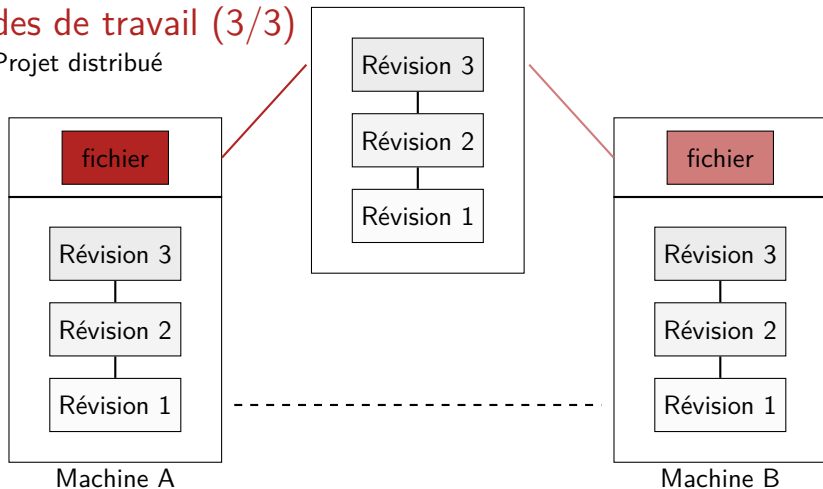 des de travail (3/3)
Projet distribué
Révision 3
Révision 2
Révision 1
fichier
Révision 3
Révision 2
Révision 1
Machine A
fichier
Révision 3
Révision 2
Révision 1
Machine B